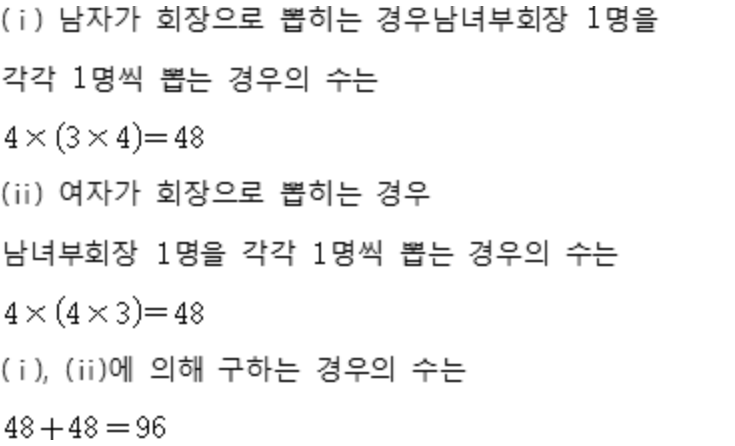 (ⅰ) 남자가 회장으로 뽑히는 경우남녀부회장 1명을
각각 1명씩 뽑는 경우의 수는
4×(3×4)=48
(ⅱ) 여자가 회장으로 뽑히는 경우
남녀부회장 1명을 각각 1명씩 뽑는 경우의 수는
4×(4×3)=48
(ⅰ), (ⅱ)에 의해 구하는 경우의 수는
48+48=96